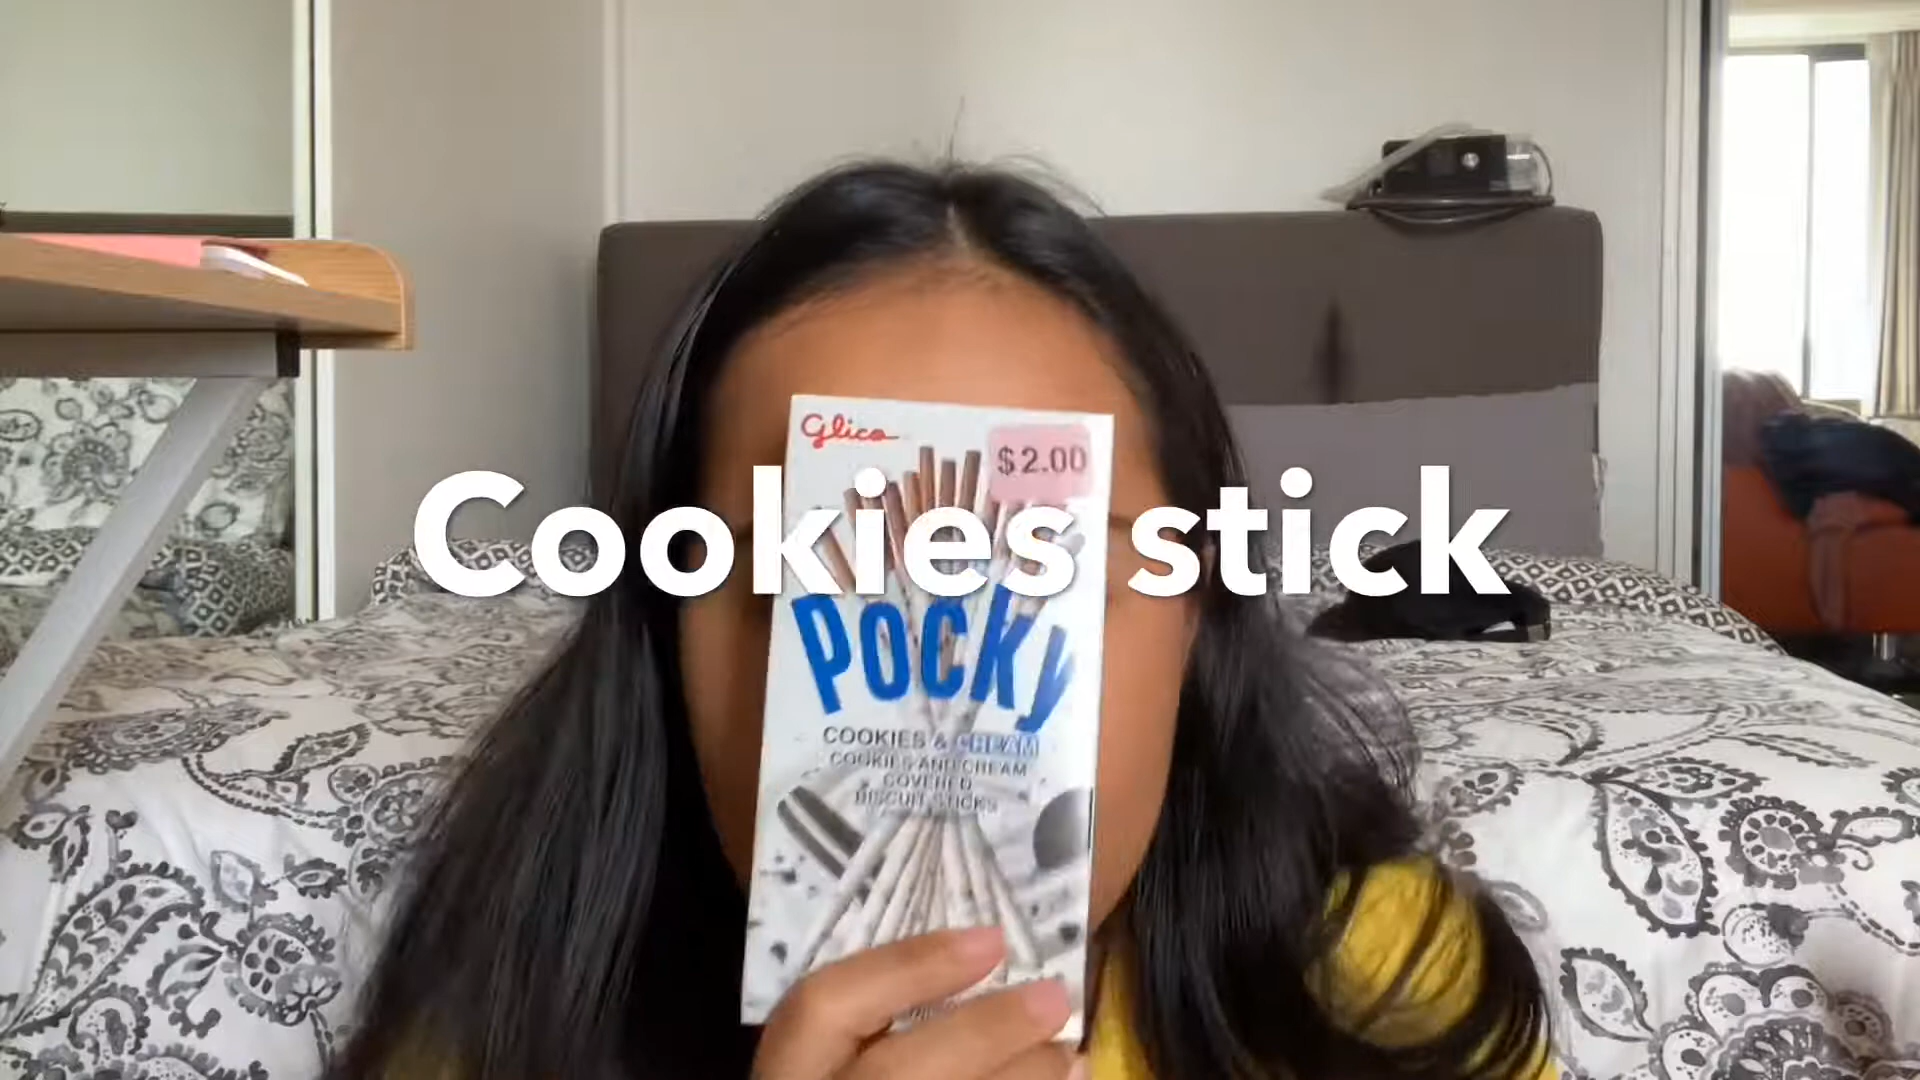 Glico
$2.00
Cookies stick
Pocky
COOKIES & CREAM
COOKIES AND CREAM
COVERED
BISCUIT STICKS